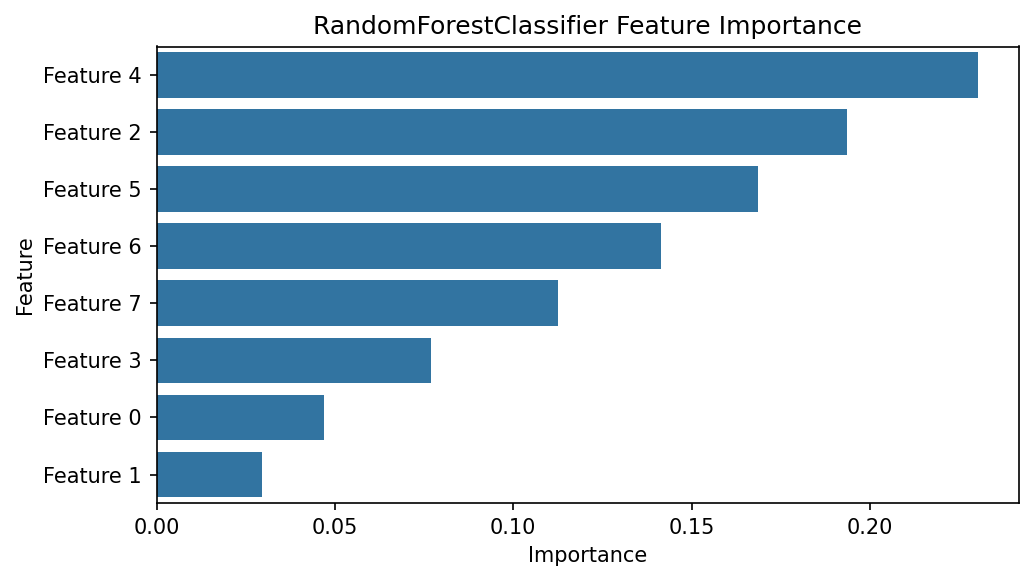 RandomForestClassifier Feature Importance
Feature
Feature 4
Feature 2
Feature 5
Feature 6
Feature 7
Feature 3
Feature 0
Feature 1
0.00 0.05 0.10 0.15 0.20
Importance